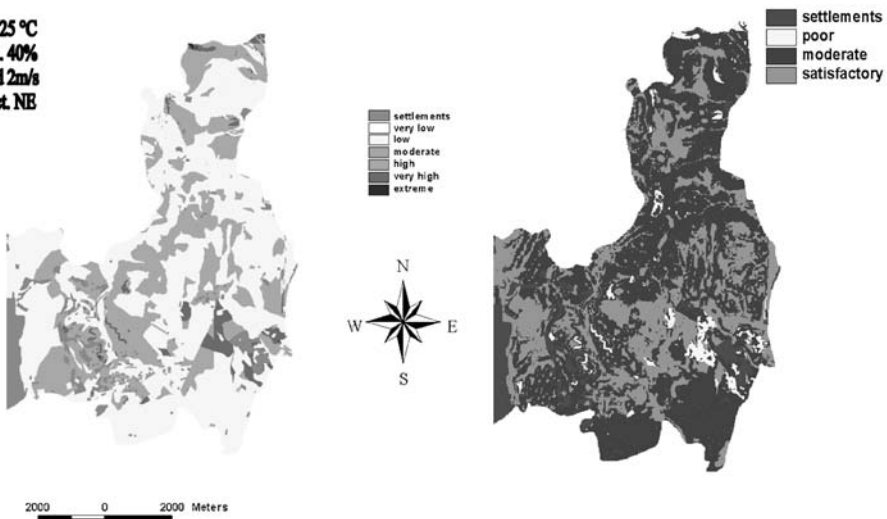 25 °C
. 40%
2m/s
t. NE
settlements
very low
low
moderate
high
very high
extreme
settlements
poor
moderate
satisfactory
N
W E
S
2000 0 2000 Meters